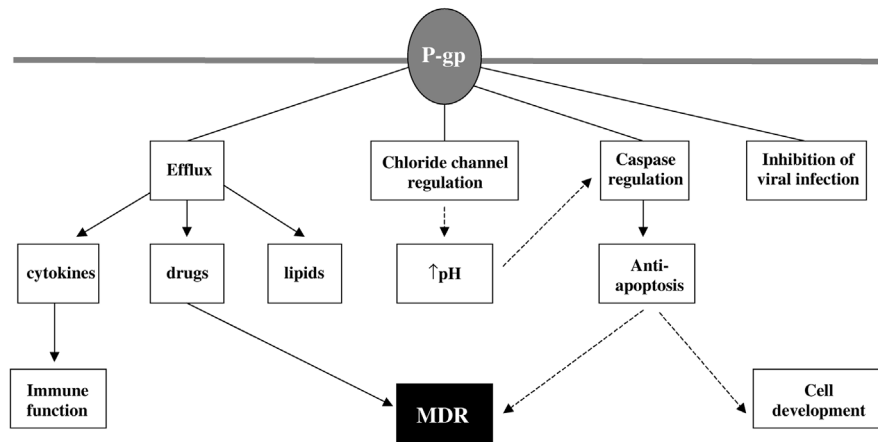 P-gp
Efflux
Chloride channel
regulation
Caspase
regulation
Inhibition of
viral infection
cytokines
drugs
lipids
↑pH
Anti-
apoptosis
Immune
function
MDR
Cell
development